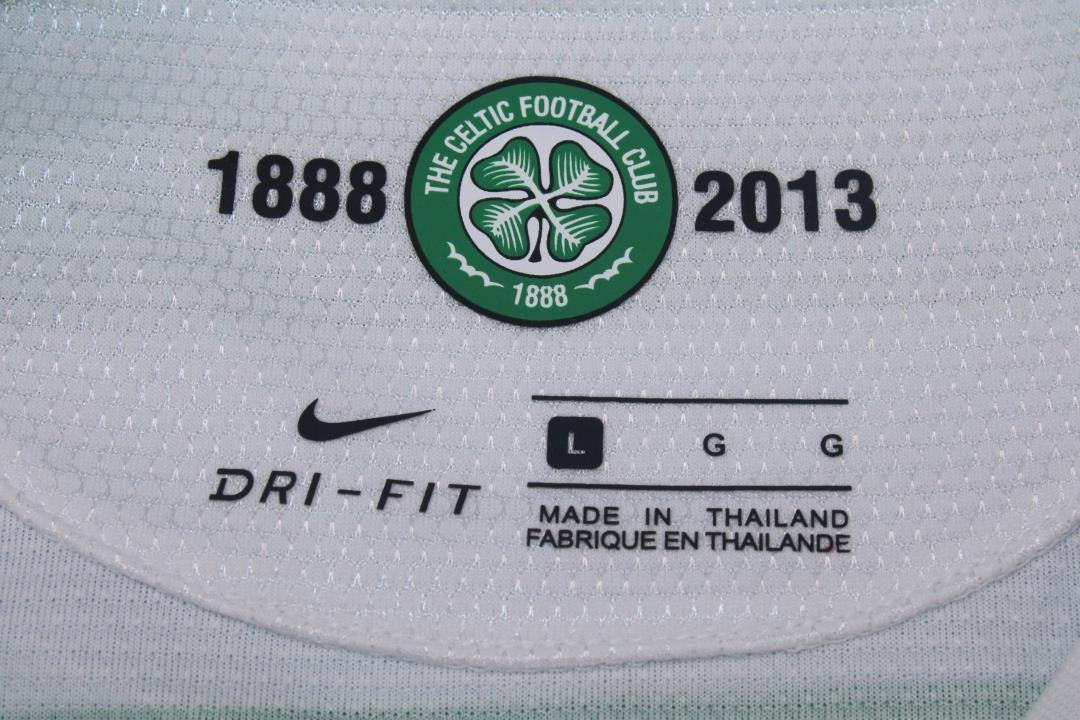 THE CELTIC FOOTBALL CLUB
1888
1888 2013
DRI-FIT
L G G
MADE IN THAILAND
FABRIQUE EN THAILANDE